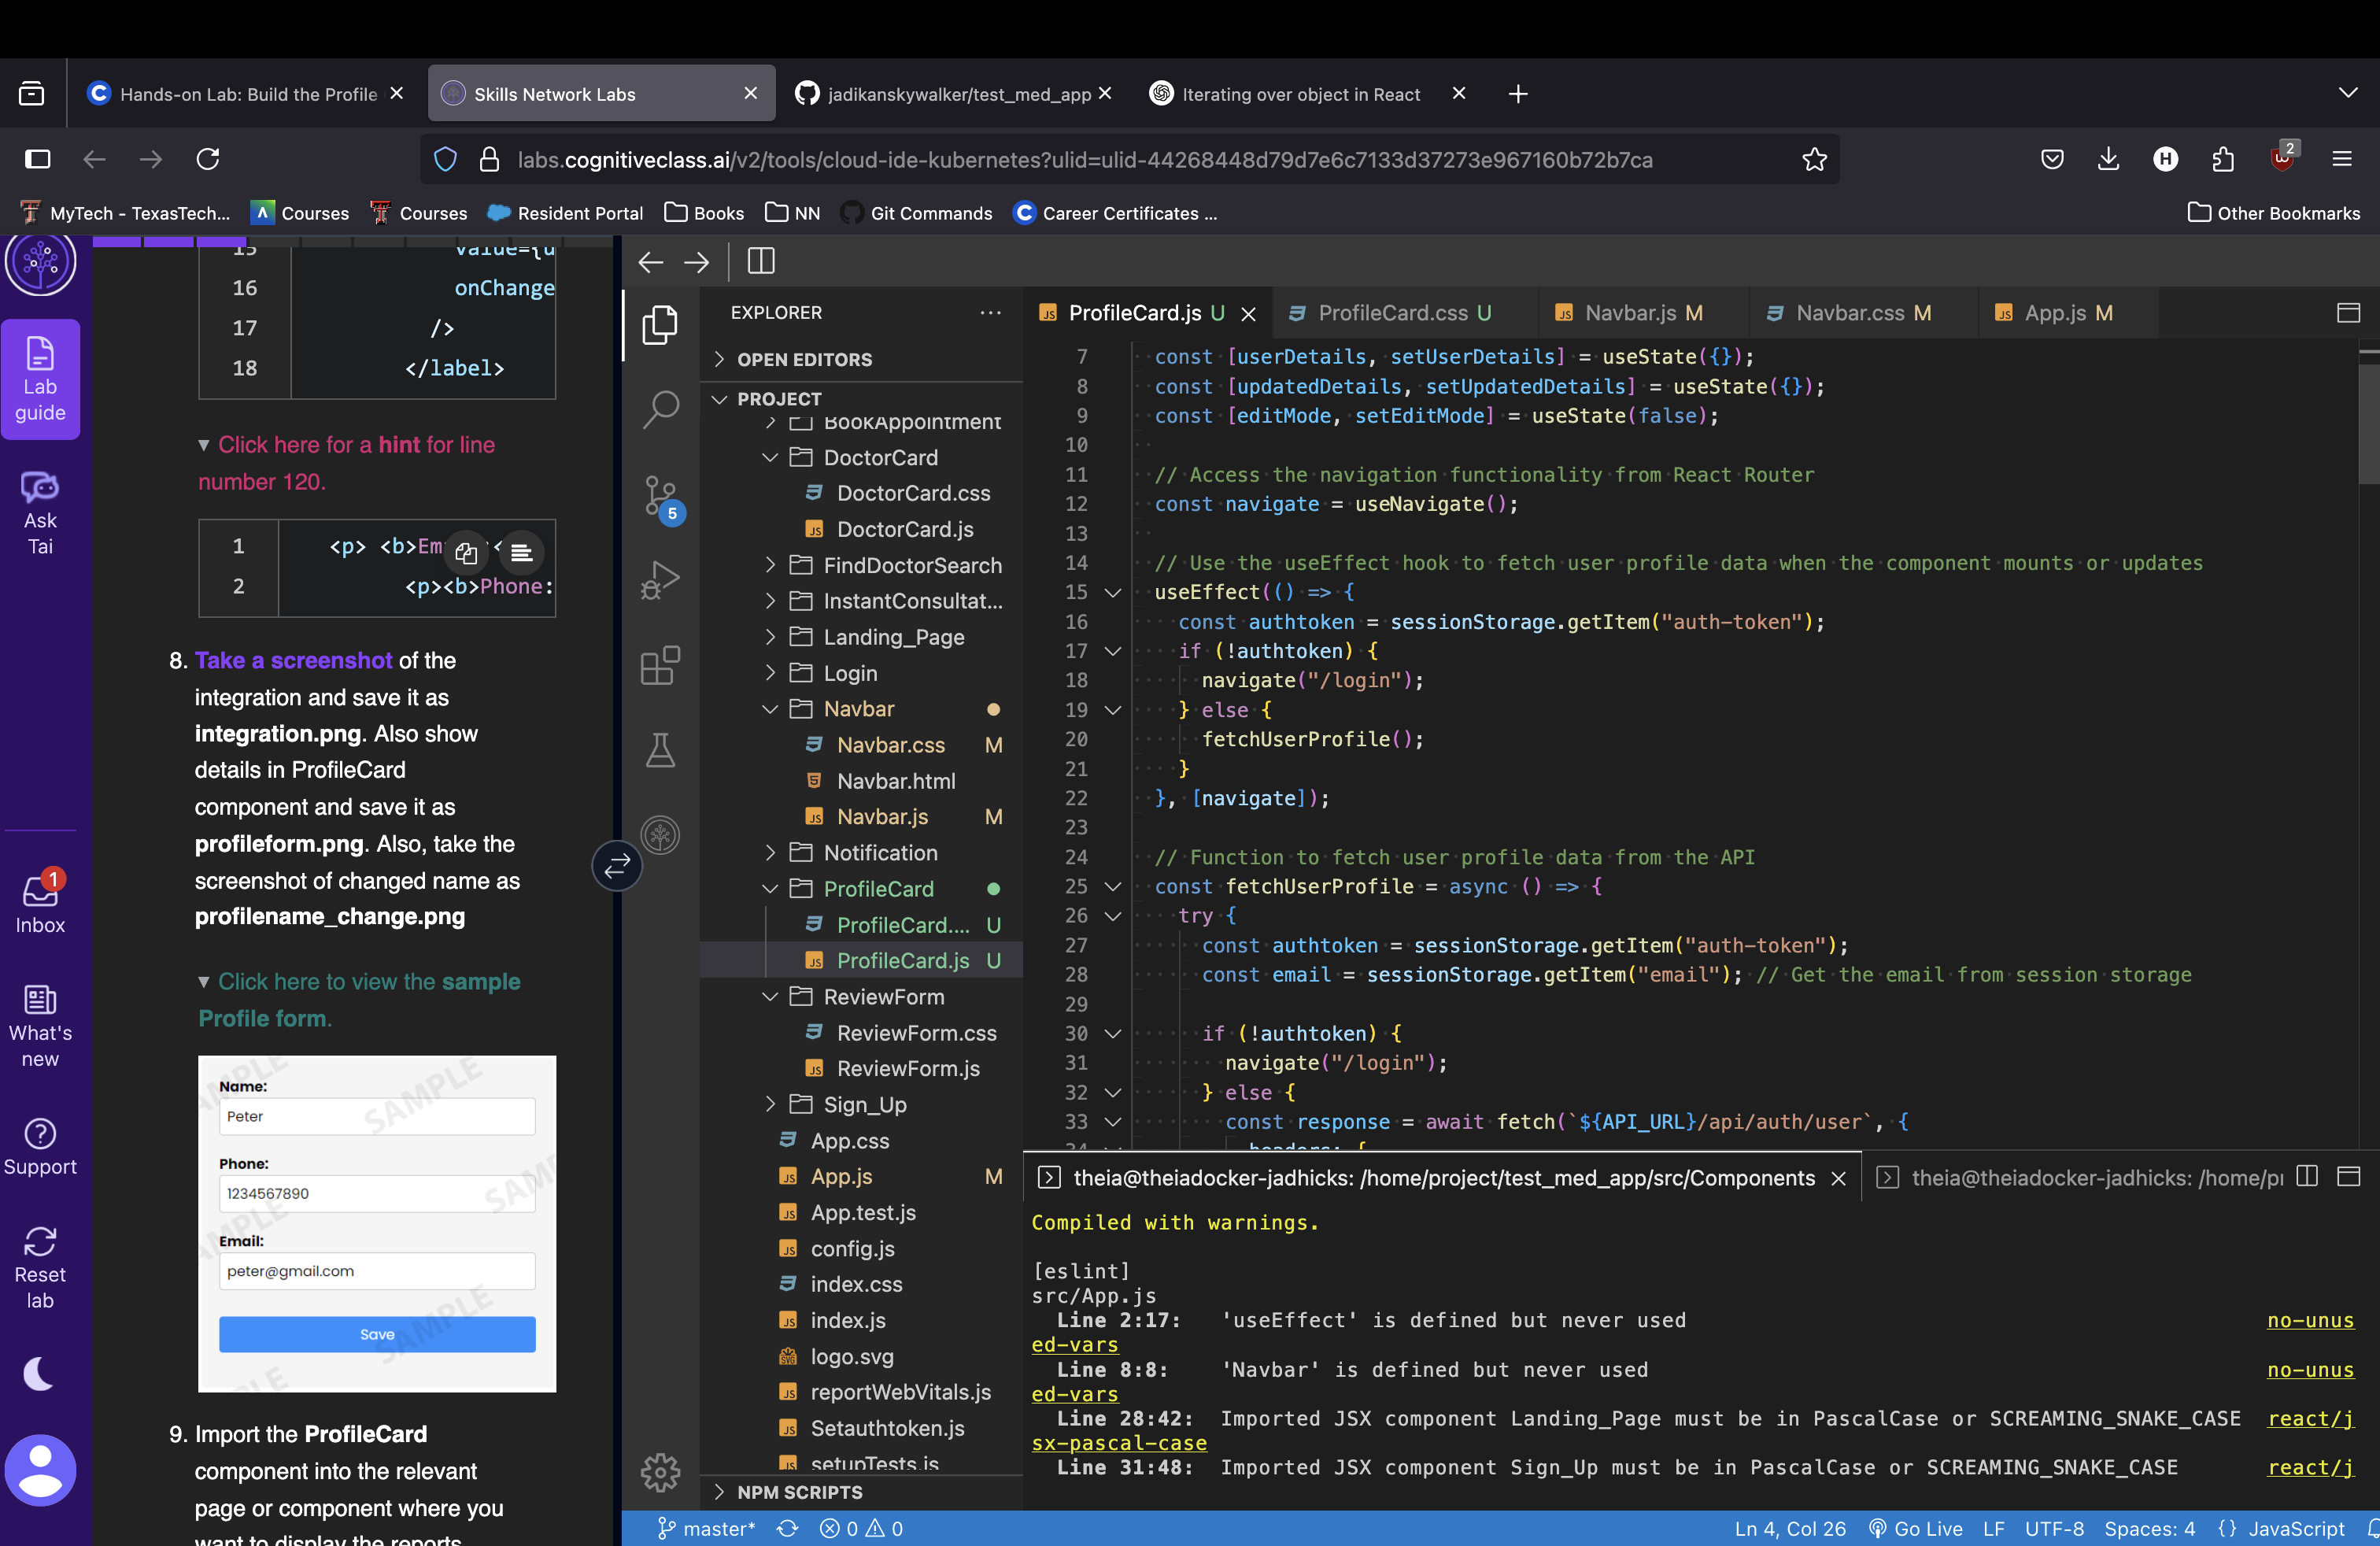 Hands-on Lab: Build the Profile
Skills Network Labs
jadikanskywalker/test_med_app
Iterating over object in React
labs.cognitiveclass.ai/v2/tools/cloud-ide-kubernetes?ulid=ulid-44268448d79d7e6c7133d37273e967160b72b7ca
H
2
MyTech - TexasTech...
Courses
Courses
Resident Portal
Books
NN
Git Commands
Career Certificates ...
Other Bookmarks
Lab
guide
Ask
Tai
1
Inbox
What's
new
Support
Reset
lab
15 value={u
16 onChange
17 />
18 </label>
▼ Click here for a hint for line
number 120.
1 <p> <b>Em
2 <p><b>Phone:
8. Take a screenshot of the
integration and save it as
integration.png. Also show
details in ProfileCard
component and save it as
profileform.png. Also, take the
screenshot of changed name as
profilename_change.png
▼ Click here to view the sample
Profile form.
Name:
Peter
Phone:
1234567890
Email:
peter@gmail.com
Save
SAMPLE
SAMPLE
9. Import the ProfileCard
component into the relevant
page or component where you
want to display the reports
EXPLORER
OPEN EDITORS
PROJECT
BookAppointment
DoctorCard
DoctorCard.css
DoctorCard.js
FindDoctorSearch
InstantConsultat...
Landing_Page
Login
Navbar
Navbar.css M
Navbar.html
Navbar.js M
Notification
ProfileCard
ProfileCard.... U
ProfileCard.js U
ReviewForm
ReviewForm.css
ReviewForm.js
Sign_Up
App.css
App.js M
App.test.js
config.js
index.css
index.js
logo.svg
reportWebVitals.js
Setauthtoken.js
setupTests.js
NPM SCRIPTS
5
ProfileCard.js U
ProfileCard.css U
Navbar.js M
Navbar.css M
App.js M
7 const [userDetails, setUserDetails] = useState({});
8 const [updatedDetails, setUpdatedDetails] = useState({});
9 const [editMode, setEditMode] = useState(false);
10
11 // Access the navigation functionality from React Router
12 const navigate = useNavigate();
13
14 // Use the useEffect hook to fetch user profile data when the component mounts or updates
15 useEffect(() => {
16 const authtoken = sessionStorage.getItem("auth-token");
17 if (!authtoken) {
18 navigate("/login");
19 } else {
20 fetchUserProfile();
21 }
22 }, [navigate]);
23
24 // Function to fetch user profile data from the API
25 const fetchUserProfile = async () => {
26 try {
27 const authtoken = sessionStorage.getItem("auth-token");
28 const email = sessionStorage.getItem("email"); // Get the email from session storage
29
30 if (!authtoken) {
31 navigate("/login");
32 } else {
33 const response = await fetch(`${API_URL}/api/auth/user`, {
34 headers: {
theia@theiadocker-jadhicks: /home/project/test_med_app/src/Components
theia@theiadocker-jadhicks: /home/pr
Compiled with warnings.
[eslint]
src/App.js
Line 2:17: 'useEffect' is defined but never used no-unus
ed-vars
Line 8:8: 'Navbar' is defined but never used no-unus
ed-vars
Line 28:42: Imported JSX component Landing_Page must be in PascalCase or SCREAMING_SNAKE_CASE react/j
sx-pascal-case
Line 31:48: Imported JSX component Sign_Up must be in PascalCase or SCREAMING_SNAKE_CASE react/j
master*
0
0
Ln 4, Col 26
Go Live
LF
UTF-8
Spaces: 4
{} JavaScript